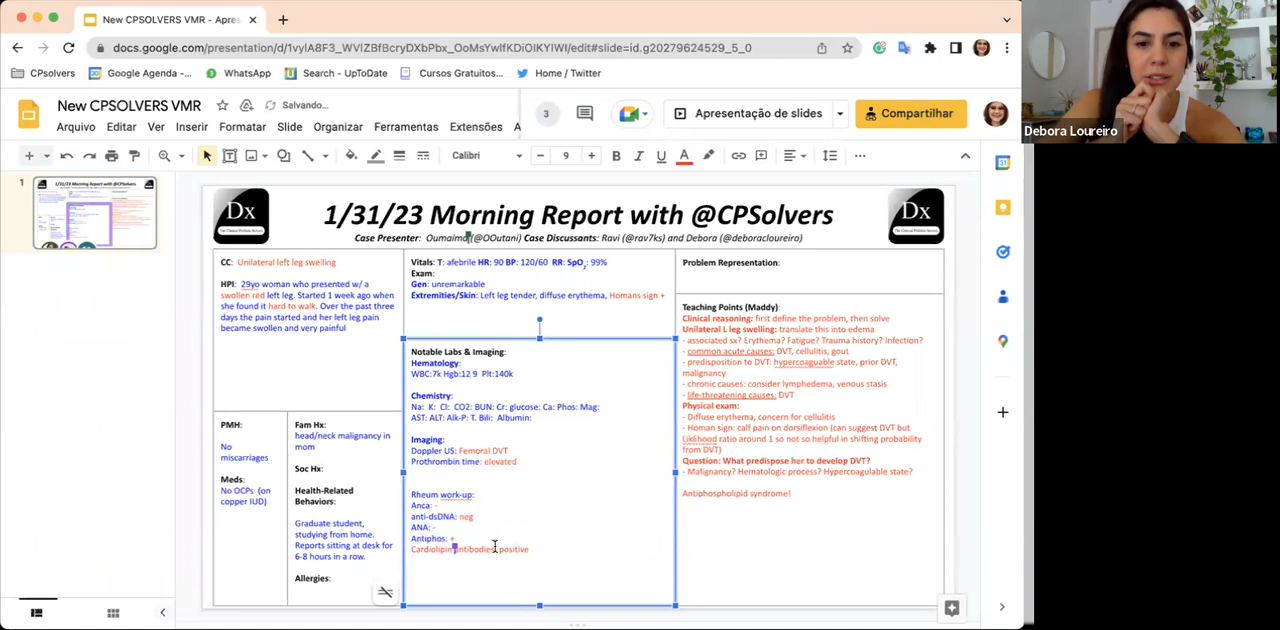 New CPSOLVERS VMR - Apres
docs.google.com/presentation/d/1vylA8F3_WVIZBfBcryDXbPbx_OoMsYwlfKDiOlKYIWI/edit#slide=id.g20279624529_5_0
CPsolvers Google Agenda -... WhatsApp Search - UpToDate Cursos Gratuitos... Home / Twitter
New CPSOLVERS VMR Salvando...
Arquivo Editar Ver Inserir Formatar Slide Organizar Ferramentas Extensões A
3
Apresentação de slides
Compartilhar
Debora Loureiro
Calibri 9
1
Dx
1/31/23 Morning Report with @CPSolvers
Dx
Case Presenter: Oumaima (@OOutani) Case Discussants: Ravi (@rav7ks) and Debora (@deboracloureiro)
CC: Unilateral left leg swelling
HPI: 29yo woman who presented w/ a
swollen red left leg. Started 1 week ago when
she found it hard to walk. Over the past three
days the pain started and her left leg pain
became swollen and very painful
PMH:
No
miscarriages
Meds:
No OCPs (on
copper IUD)
Fam Hx:
head/neck malignancy in
mom
Soc Hx:
Health-Related
Behaviors:
Graduate student,
studying from home.
Reports sitting at desk for
6-8 hours in a row.
Allergies:
Vitals: T: afebrile HR: 90 BP: 120/60 RR: SpO2: 99%
Exam:
Gen: unremarkable
Extremities/Skin: Left leg tender, diffuse erythema, Homans sign +
Notable Labs & Imaging:
Hematology:
WBC:7k Hgb:12 9 Plt:140k
Chemistry:
Na: K: Cl: CO2: BUN: Cr: glucose: Ca: Phos: Mag:
AST: ALT: Alk-P: T. Bili: Albumin:
Imaging:
Doppler US: Femoral DVT
Prothrombin time: elevated
Rheum work-up:
Anca: -
anti-dsDNA: neg
ANA: -
Antiphos: +
Cardiolipin antibodies: positive
Problem Representation:
Teaching Points (Maddy):
Clinical reasoning: first define the problem, then solve
Unilateral L leg swelling: translate this into edema
- associated sx? Erythema? Fatigue? Trauma history? Infection?
- common acute causes: DVT, cellulitis, gout
- predisposition to DVT: hypercoaguable state, prior DVT,
malignancy
- chronic causes: consider lymphedema, venous stasis
- life-threatening causes: DVT
Physical exam:
- Diffuse erythema, concern for cellulitis
- Homan sign: calf pain on dorsiflexion (can suggest DVT but
Liklihood ratio around 1 so not so helpful in shifting probability
from DVT)
Question: What predispose her to develop DVT?
- Malignancy? Hematologic process? Hypercoagulable state?
Antiphospholipid syndrome!